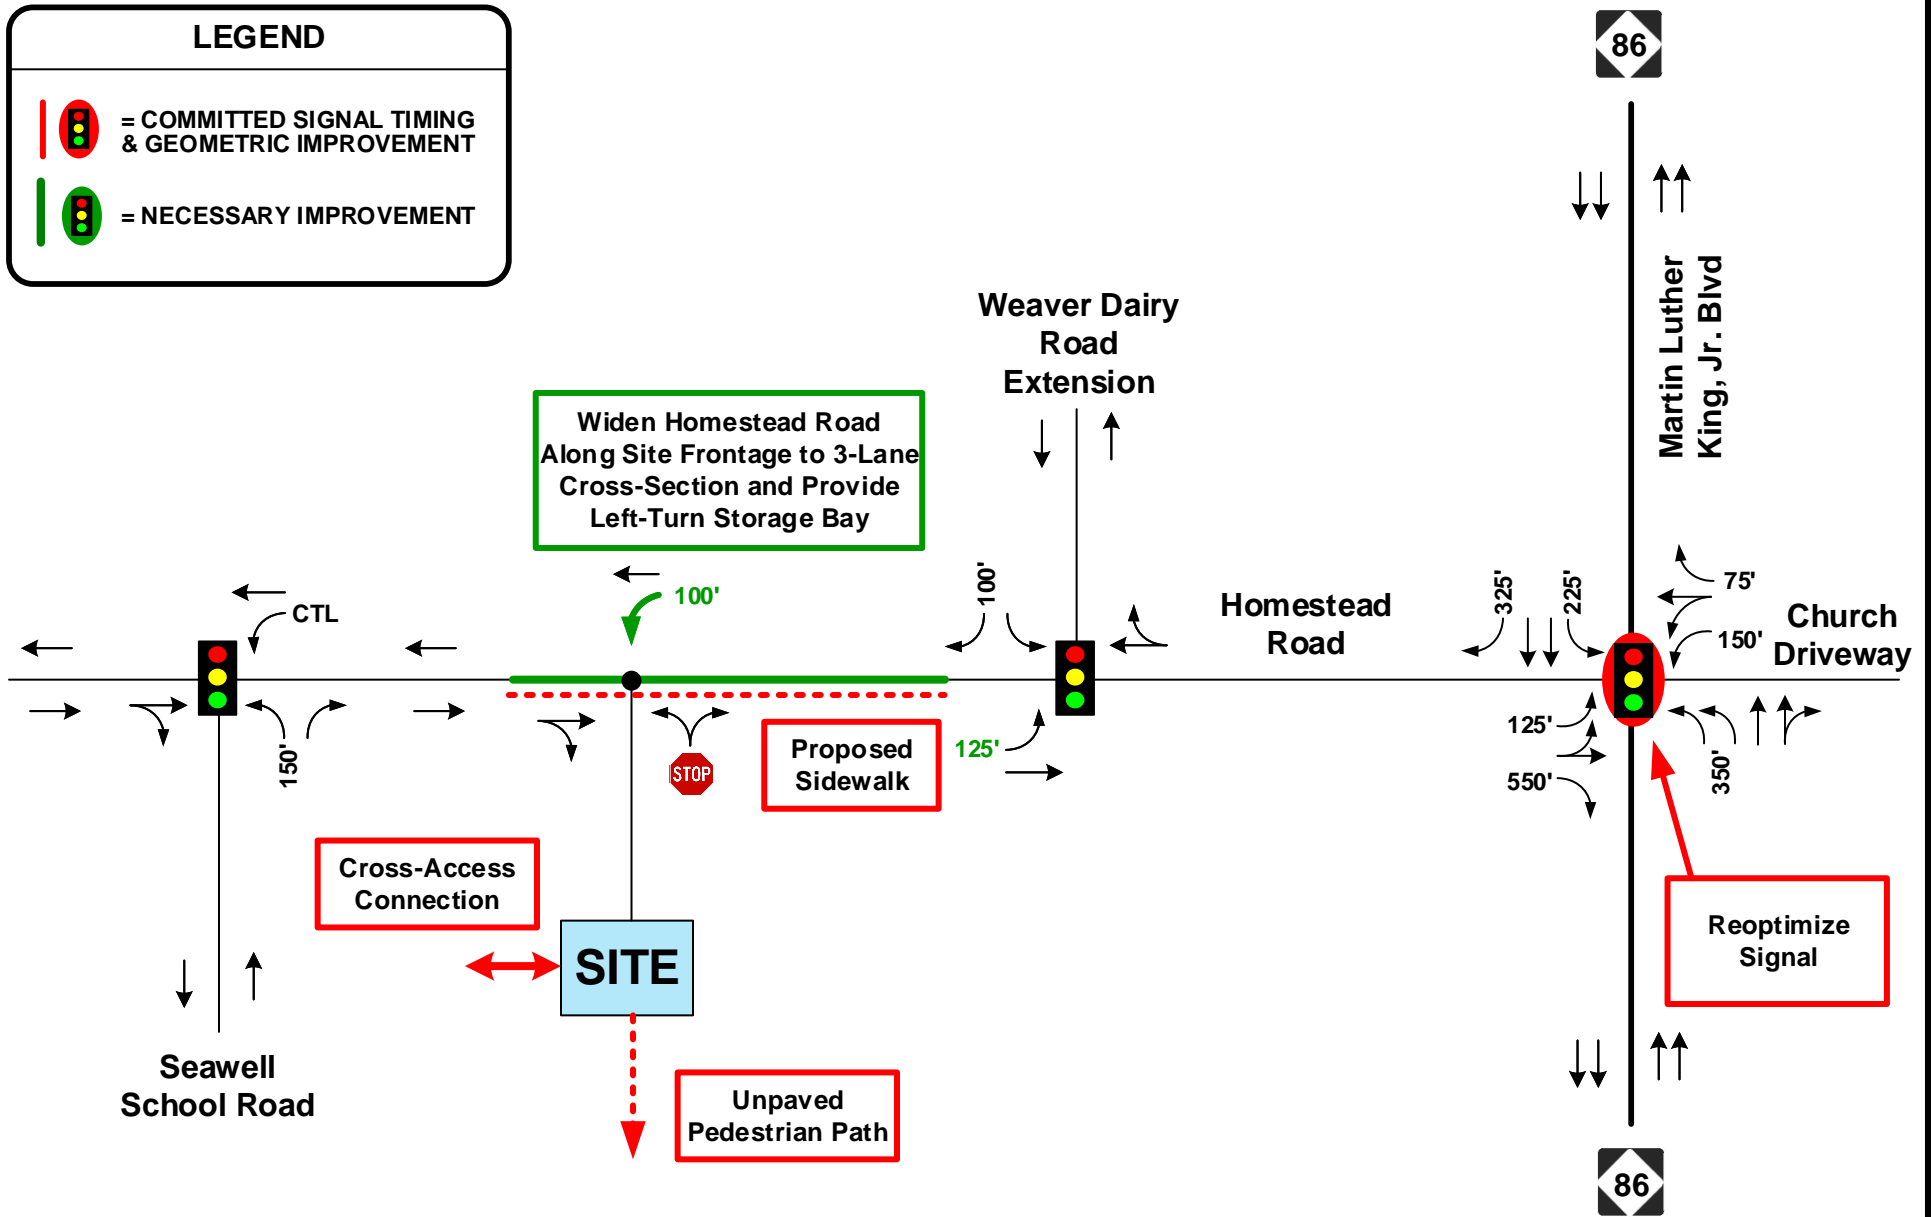 LEGEND
= COMMITTED SIGNAL TIMING
& GEOMETRIC IMPROVEMENT
= NECESSARY IMPROVEMENT
86
Martin Luther
King, Jr. Blvd
Weaver Dairy
Road
Extension
Widen Homestead Road
Along Site Frontage to 3-Lane
Cross-Section and Provide
Left-Turn Storage Bay
CTL
100'
100'
Homestead
Road
325'
225'
75'
150'
Church
Driveway
150'
STOP
Proposed
Sidewalk
125'
125'
550'
350'
Cross-Access
Connection
SITE
Reoptimize
Signal
Seawell
School Road
Unpaved
Pedestrian Path
86